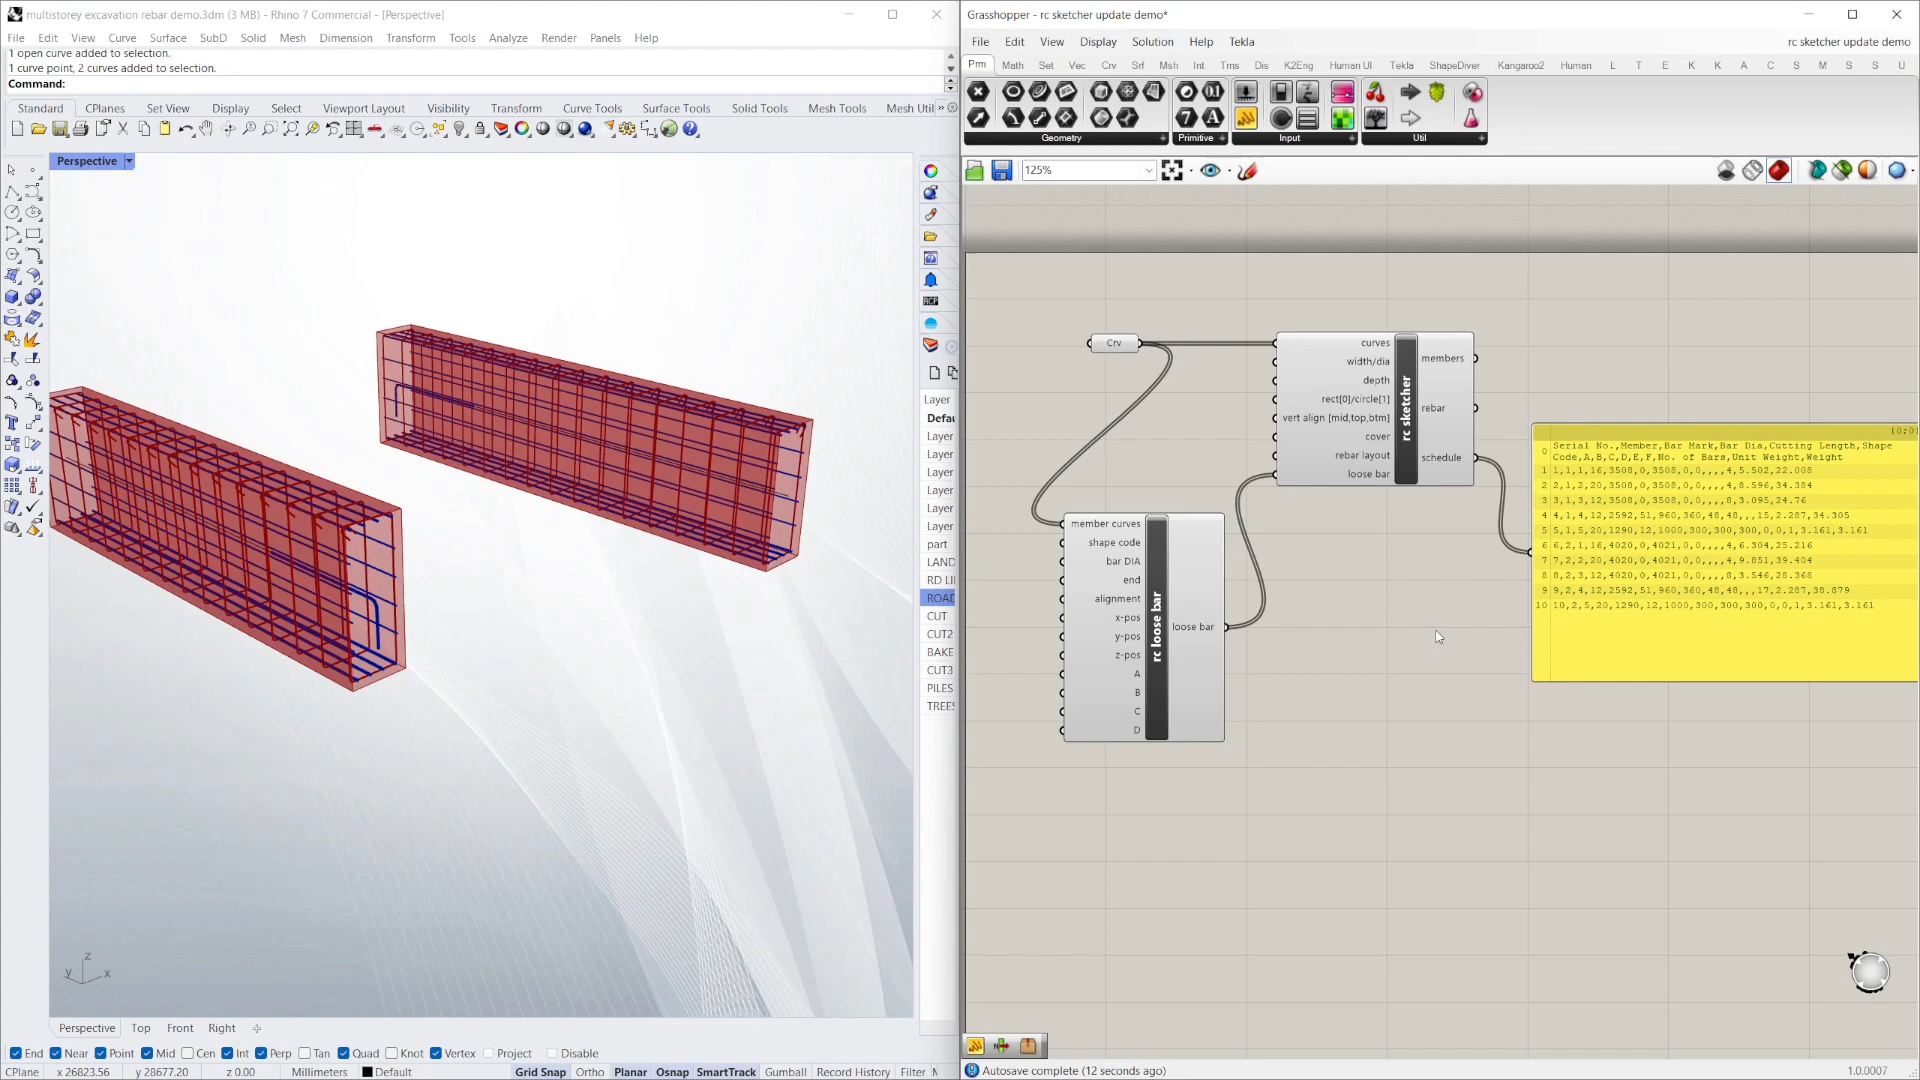 multistorey excavation rebar demo.3dm (3 MB) - Rhino 7 Commercial - [Perspective]
File Edit View Curve Surface SubD Solid Mesh Dimension Transform Tools Analyze Render Panels Help
1 open curve added to selection.
1 curve point, 2 curves added to selection.
Command:
Standard CPlanes Set View Display Select Viewport Layout Visibility Transform Curve Tools Surface Tools Solid Tools Mesh Tools Mesh Util »
Perspective
RCP
Layer
Defau
Layer
Layer
Layer
Layer
Layer
Layer
part
LAND
RD LI
ROAD
CUT
CUT2
BAKE
CUT3
PILES
TREES
z
y x
Perspective Top Front Right
End Near Point Mid Cen Int Perp Tan Quad Knot Vertex Project Disable
CPlane x 26823.56 y 28677.20 z 0.00 Millimeters Default Grid Snap Ortho Planar Osnap SmartTrack Gumball Record History Filter
Grasshopper - rc sketcher update demo*
File Edit View Display Solution Help Tekla
rc sketcher update demo
Prm Math Set Vec Crv Srf Msh Int Trns Dis K2Eng Human UI Tekla ShapeDiver Kangaroo2 Human L T E K K A C S M S S U
Geometry Primitive Input Util
125%
Crv
curves
width/dia
depth
rect[0]/circle[1]
vert align [mid,top,btm]
cover
rebar layout
loose bar
rc sketcher
members
rebar
schedule
member curves
shape code
bar DIA
end
alignment
x-pos
y-pos
z-pos
A
B
C
D
rc loose bar
loose bar
{0;0}
0 Serial No.,Member,Bar Mark,Bar Dia,Cutting Length,Shape
Code,A,B,C,D,E,F,No. of Bars,Unit Weight,Weight
1 1,1,1,16,3508,0,3508,0,0,,,,4,5.502,22.008
2 2,1,2,20,3508,0,3508,0,0,,,,4,8.596,34.384
3 3,1,3,12,3508,0,3508,0,0,,,,8,3.095,24.76
4 4,1,4,12,2592,51,960,360,48,48,,,15,2.287,34.305
5 5,1,5,20,1290,12,1000,300,300,300,0,0,1,3.161,3.161
6 6,2,1,16,4020,0,4021,0,0,,,,4,6.304,25.216
7 7,2,2,20,4020,0,4021,0,0,,,,4,9.851,39.404
8 8,2,3,12,4020,0,4021,0,0,,,,8,3.546,28.368
9 9,2,4,12,2592,51,960,360,48,48,,,17,2.287,38.879
10 10,2,5,20,1290,12,1000,300,300,300,0,0,1,3.161,3.161
Autosave complete (12 seconds ago)
1.0.0007